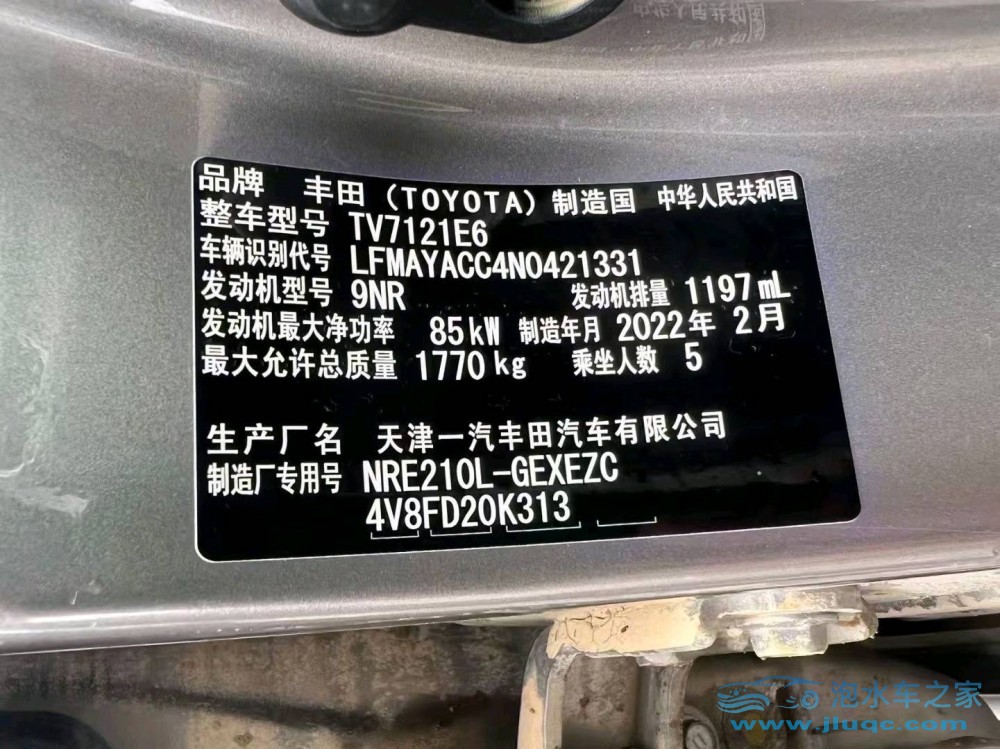 品牌 丰田（TOYOTA）制造国 中华人民共和国
整车型号 TV7121E6
车辆识别代号 LFMAYACC4N0421331
发动机型号 9NR 发动机排量 1197mL
发动机最大净功率 85kW 制造年月 2022年 2月
最大允许总质量 1770kg 乘坐人数 5
生产厂名 天津一汽丰田汽车有限公司
制造厂专用号 NRE210L-GEXEZC
4V8FD20K313
泡水车之家
www.jluqc.com